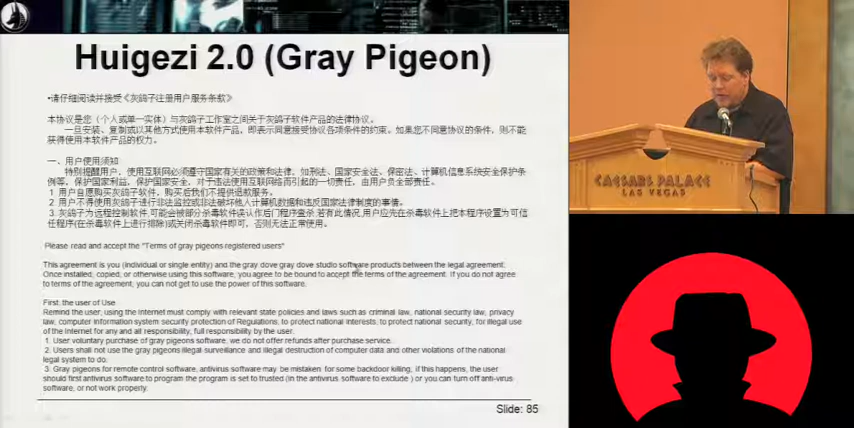 Huigezi 2.0 (Gray Pigeon)
•请仔细阅读并接受《灰鸽子注册用户服务条款》
本协议是您（个人或单一实体）与灰鸽子工作室之间关于灰鸽子软件产品的法律协议。
一旦安装、复制或以其他方式使用本软件产品，即表示同意接受协议各项条件的约束。如果您不同意协议的条件，则不能
获得使用本软件产品的权力。
一、用户使用须知
特别提醒用户，使用互联网必须遵守国家有关的政策和法律，如刑法、国家安全法、保密法、计算机信息系统安全保护条
例等，保护国家利益，保护国家安全，对于违法使用互联网络而引起的一切责任，由用户负全部责任。
1 用户自愿购买灰鸽子软件，购买后我们不提供退款服务。
2 用户不得使用灰鸽子进行非法监控或非法破坏他人计算机数据和违反国家法律制度的事情。
3 灰鸽子为远程控制软件,可能会被部分杀毒软件误认作后门程序查杀,若有此情况,用户应先在杀毒软件上把本程序设置为可信
任程序(在杀毒软件上进行排除)或关闭杀毒软件即可，否则无法正常使用。
Please read and accept the "Terms of gray pigeons registered users"
This agreement is you (individual or single entity) and the gray dove gray dove studio software products between the legal agreement.
Once installed, copied, or otherwise using this software, you agree to be bound to accept the terms of the agreement. If you do not agree
to terms of the agreement, you can not get to use the power of this software.
First, the user of Use
Remind the user, using the Internet must comply with relevant state policies and laws such as criminal law, national security law, privacy
law, computer information system security protection of Regulations, to protect national interests, to protect national security, for illegal use
of the Internet for any and all responsibility, full responsibility by the user.
1. User voluntary purchase of gray pigeons software, we do not offer refunds after purchase service.
2. Users shall not use the gray pigeons illegal surveillance and illegal destruction of computer data and other violations of the national
legal system to do.
3. Gray pigeons for remote control software, antivirus software may be mistaken for some backdoor killing, if this happens, the user
should first antivirus software to program the program is set to trusted (in the antivirus software to exclude ) or you can turn off anti-virus
software, or not work properly.
Slide: 85
CAESARS PALACE
LAS VEGAS